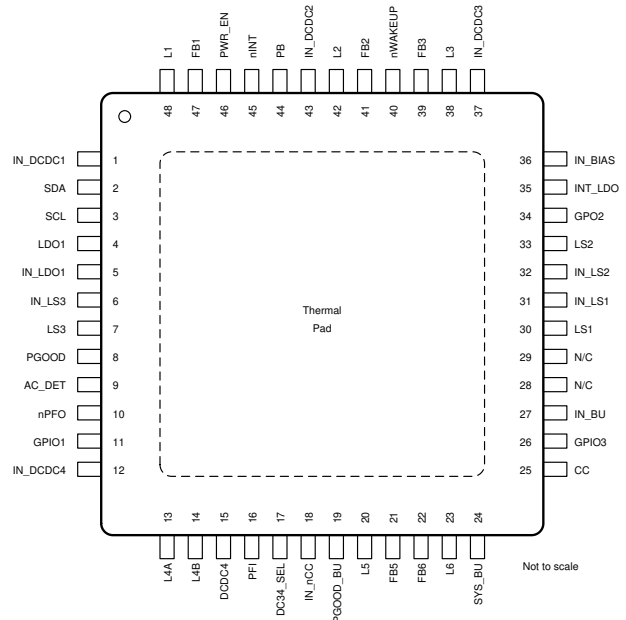 L1
FB1
PWR_EN
nINT
PB
IN_DCDC2
L2
FB2
nWAKEUP
FB3
L3
IN_DCDC3
48
47
46
45
44
43
42
41
40
39
38
37
IN_DCDC1 1
SDA 2
SCL 3
LDO1 4
IN_LDO1 5
IN_LS3 6
LS3 7
PGOOD 8
AC_DET 9
nPFO 10
GPIO1 11
IN_DCDC4 12
Thermal
Pad
36 IN_BIAS
35 INT_LDO
34 GPO2
33 LS2
32 IN_LS2
31 IN_LS1
30 LS1
29 N/C
28 N/C
27 IN_BU
26 GPIO3
25 CC
13
14
15
16
17
18
19
20
21
22
23
24
L4A
L4B
DCDC4
PFI
DC34_SEL
IN_nCC
PGOOD_BU
L5
FB5
FB6
L6
SYS_BU
Not to scale